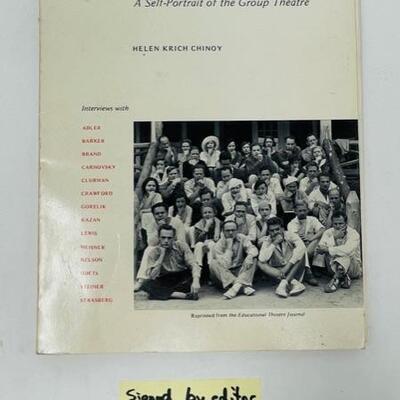 A Self-Portrait of the Group Theatre
HELEN KRICH CHINOY
Interviews with
ADLER
BARKER
BRAND
CARNOVSKY
CLURMAN
CRAWFORD
GORELIK
KAZAN
LEWIS
MEISNER
NELSON
ODETS
STEINER
STRASBERG
Reprinted from the Educational Theatre Journal
Signed by editor